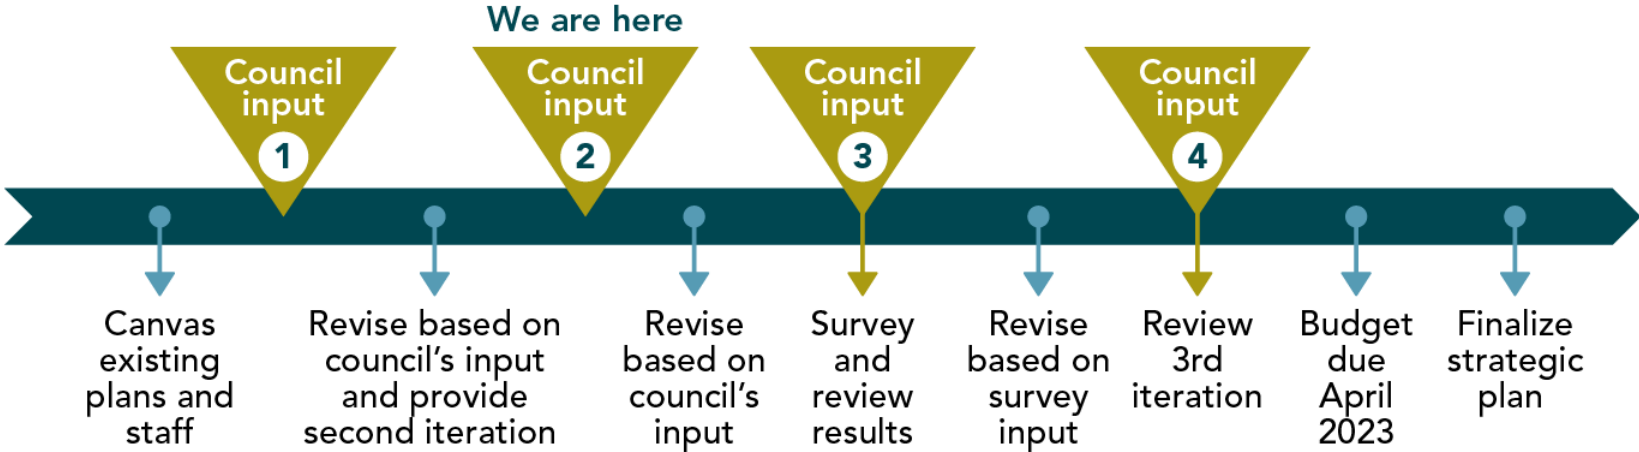 We are here
Council
input
1
Council
input
2
Council
input
3
Council
input
4
Canvas
existing
plans and
staff
Revise based on
council’s input
and provide
second iteration
Revise
based on
council’s
input
Survey
and
review
results
Revise
based on
survey
input
Review
3rd
iteration
Budget
due
April
2023
Finalize
strategic
plan